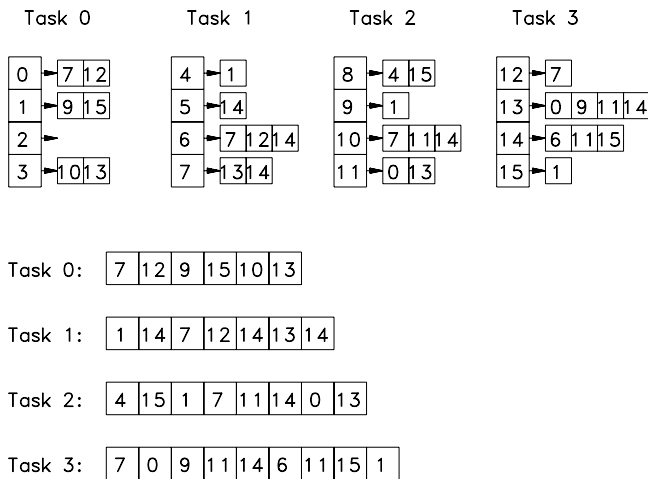 Task 0 Task 1 Task 2 Task 3
0 7 12 4 1 8 4 15 12 7
1 9 15 5 14 9 1 13 0 9 11 14
2 6 7 12 14 10 7 11 14 14 6 11 15
3 10 13 7 13 14 11 0 13 15 1
Task 0: 7 12 9 15 10 13
Task 1: 1 14 7 12 14 13 14
Task 2: 4 15 1 7 11 14 0 13
Task 3: 7 0 9 11 14 6 11 15 1